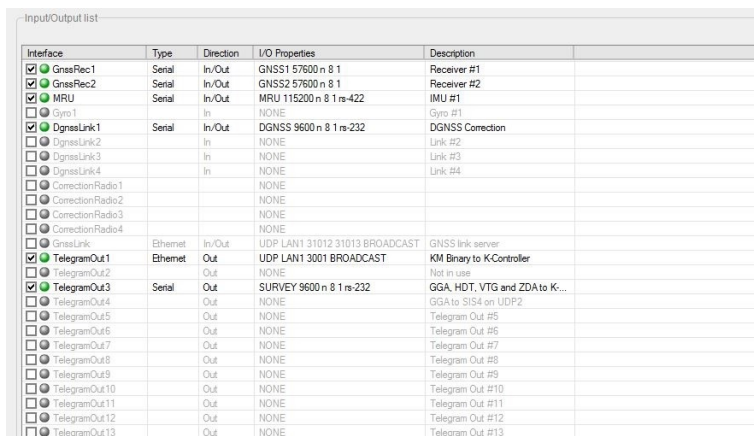 Input/Output list
Interface Type Direction I/O Properties Description
GnssRec1 Serial In/Out GNSS1 57600 n 8 1 Receiver #1
GnssRec2 Serial In/Out GNSS2 57600 n 8 1 Receiver #2
MRU Serial In/Out MRU 115200 n 8 1 rs-422 IMU #1
Gyro1 In NONE Gyro #1
DgnssLink1 Serial In/Out DGNSS 9600 n 8 1 rs-232 DGNSS Correction
DgnssLink2 In NONE Link #2
DgnssLink3 In NONE Link #3
DgnssLink4 In NONE Link #4
CorrectionRadio1 NONE
CorrectionRadio2 NONE
CorrectionRadio3 NONE
CorrectionRadio4 NONE
GnssLink Ethernet In/Out UDP LAN1 31012 31013 BROADCAST GNSS link server
TelegramOut1 Ethernet Out UDP LAN1 3001 BROADCAST KM Binary to K-Controller
TelegramOut2 Out NONE Not in use
TelegramOut3 Serial Out SURVEY 9600 n 8 1 rs-232 GGA, HDT, VTG and ZDA to K-...
TelegramOut4 Out NONE GGA to SIS4 on UDP2
TelegramOut5 Out NONE Telegram Out #5
TelegramOut6 Out NONE Telegram Out #6
TelegramOut7 Out NONE Telegram Out #7
TelegramOut8 Out NONE Telegram Out #8
TelegramOut9 Out NONE Telegram Out #9
TelegramOut10 Out NONE Telegram Out #10
TelegramOut11 Out NONE Telegram Out #11
TelegramOut12 Out NONE Telegram Out #12
TelegramOut13 Out NONE Telegram Out #13